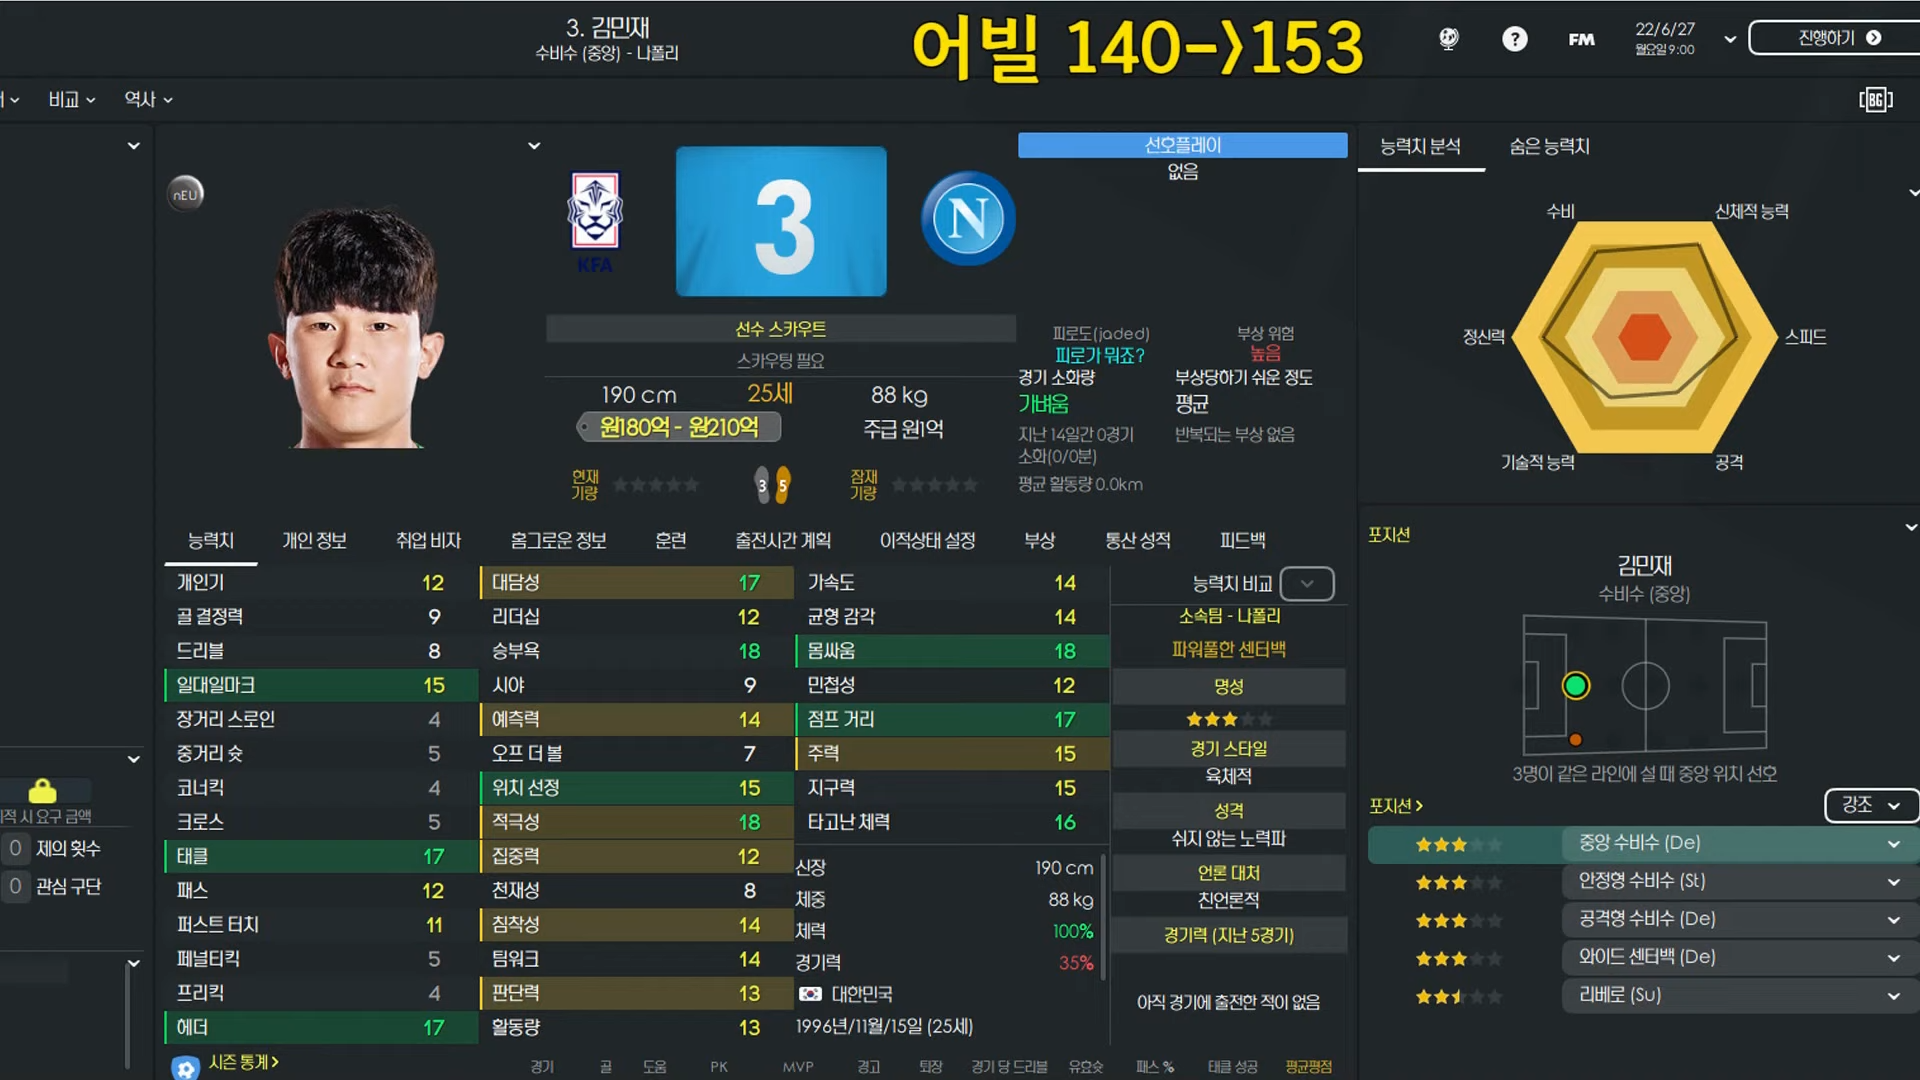 3. 김민재
수비수 (중앙) - 나폴리
어빌 140->153
?
FM
22/6/27
월요일 9:00
진행하기
비교
역사
BG
nEU
KFA
3
N
선호플레이
없음
선수 스카우트
스카우팅 필요
190 cm
25세
88 kg
원180억 - 원210억
주급 원1억
현재
기량
3
5
잠재
기량
피로도(jaded)
피로가 뭐죠?
경기 소화량
가벼움
지난 14일간 0경기
소화(0/0분)
평균 활동량 0.0km
부상 위험
높음
부상당하기 쉬운 정도
평균
반복되는 부상 없음
능력치 분석
숨은 능력치
수비
신체적 능력
정신력
스피드
기술적 능력
공격
능력치
개인 정보
취업 비자
홈그로운 정보
훈련
출전시간 계획
이적상태 설정
부상
통산 성적
피드백
개인기 12
골 결정력 9
드리블 8
일대일마크 15
장거리 스로인 4
중거리 슛 5
코너킥 4
크로스 5
태클 17
패스 12
퍼스트 터치 11
페널티킥 5
프리킥 4
헤더 17
대담성 17
리더십 12
승부욕 18
시야 9
예측력 14
오프 더 볼 7
위치 선정 15
적극성 18
집중력 12
천재성 8
침착성 14
팀워크 14
판단력 13
활동량 13
가속도 14
균형 감각 14
몸싸움 18
민첩성 12
점프 거리 17
주력 15
지구력 15
타고난 체력 16
신장 190 cm
체중 88 kg
체력 100%
경기력 35%
대한민국
1996년/11월/15일 (25세)
능력치 비교
소속팀 - 나폴리
파워풀한 센터백
명성
경기 스타일
육체적
성격
쉬지 않는 노력파
언론 대처
친언론적
경기력 (지난 5경기)
아직 경기에 출전한 적이 없음
포지션
김민재
수비수 (중앙)
3명이 같은 라인에 설 때 중앙 위치 선호
포지션 >
강조
중앙 수비수 (De)
안정형 수비수 (St)
공격형 수비수 (De)
와이드 센터백 (De)
리베로 (Su)
적 시 요구 금액
0 제의 횟수
0 관심 구단
시즌 통계 >
경기 골 도움 PK MVP 경고 퇴장 경기 당 드리블 유효슛 패스 % 태클 성공 평균평점